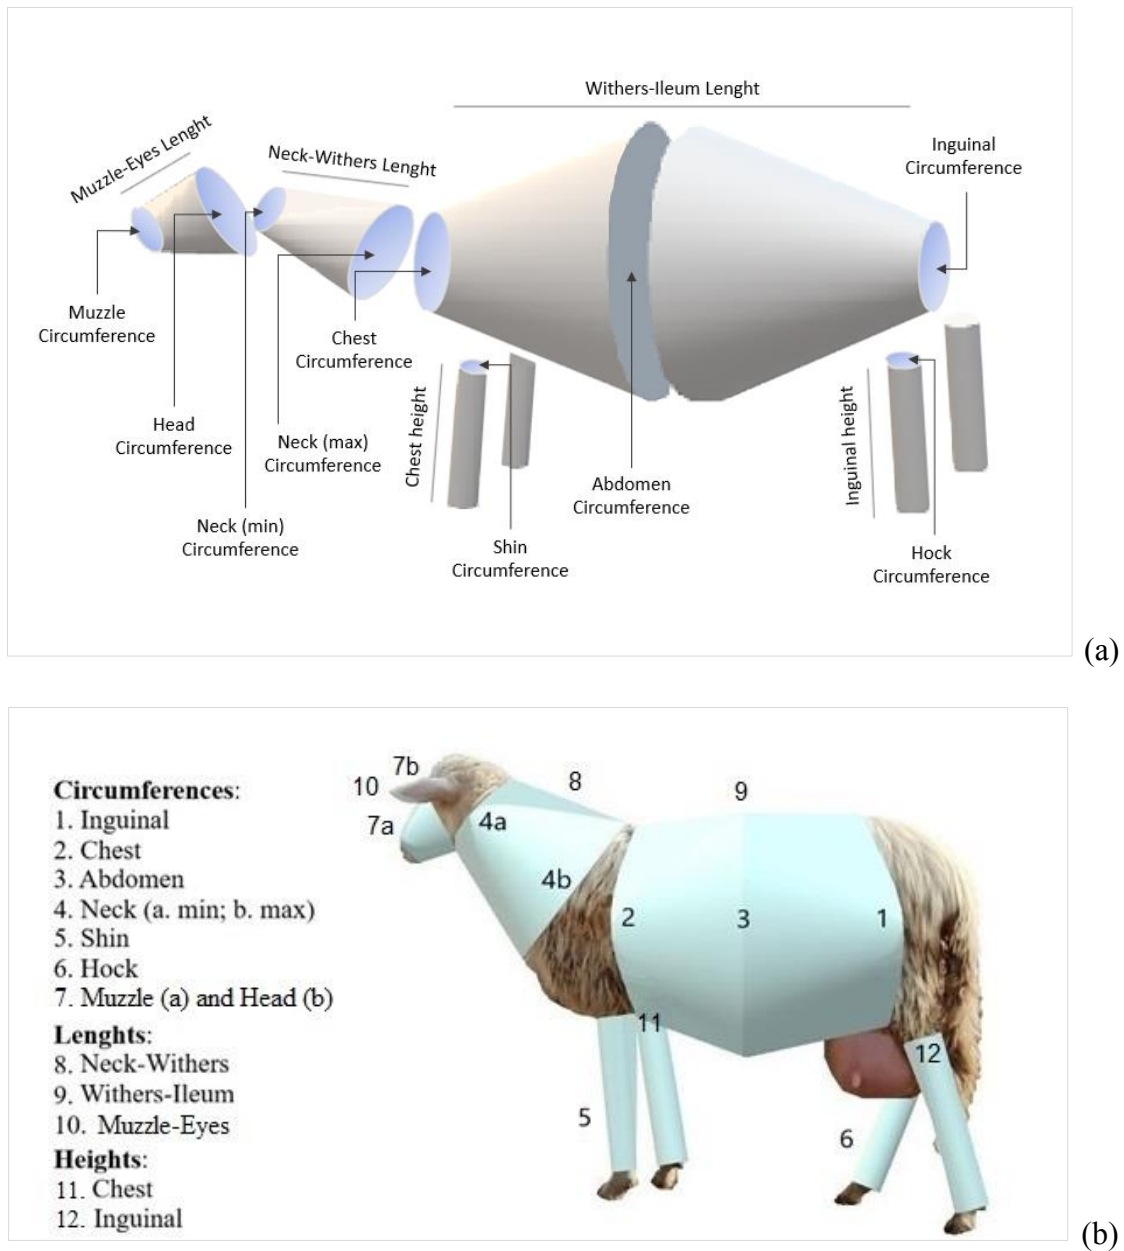 Withers-Ileum Lenght
Muzzle-Eyes Lenght
Neck-Withers Lenght
Inguinal
Circumference
Muzzle
Circumference
Chest
Circumference
Head
Circumference
Neck (max)
Circumference
Neck (min)
Circumference
Chest height
Shin
Circumference
Abdomen
Circumference
Inguinal height
Hock
Circumference
(a)
Circumferences:
1. Inguinal
2. Chest
3. Abdomen
4. Neck (a. min; b. max)
5. Shin
6. Hock
7. Muzzle (a) and Head (b)
Lenghts:
8. Neck-Withers
9. Withers-Ileum
10. Muzzle-Eyes
Heights:
11. Chest
12. Inguinal
7b
10
7a
8
4a
9
4b
2
3
1
11
12
5
6
(b)